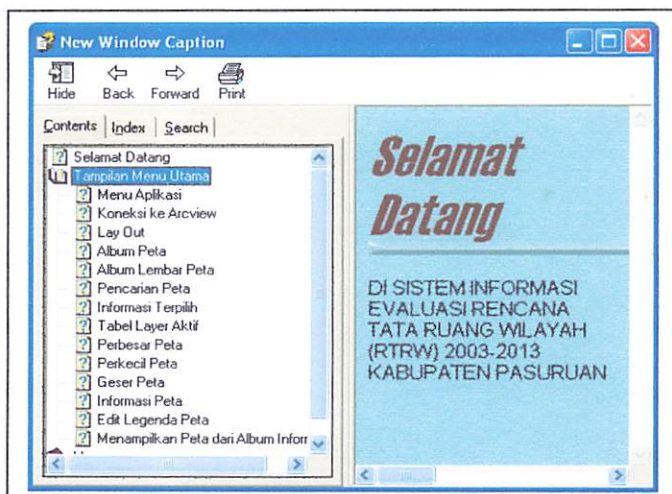 New Window Caption
Hide Back Forward Print
Contents Index Search
Selamat Datang
Tampilan Menu Utama
Menu Aplikasi
Koneksi ke Arcview
Lay Out
Album Peta
Album Lembar Peta
Pencarian Peta
Informasi Terpilih
Tabel Layer Aktif
Perbesar Peta
Perkecil Peta
Geser Peta
Informasi Peta
Edit Legenda Peta
Menampilkan Peta dari Album Inforr
Selamat
Datang
DI SISTEM INFORMASI
EVALUASI RENCANA
TATA RUANG WILAYAH
(RTRW) 2003-2013
KABUPATEN PASURUAN